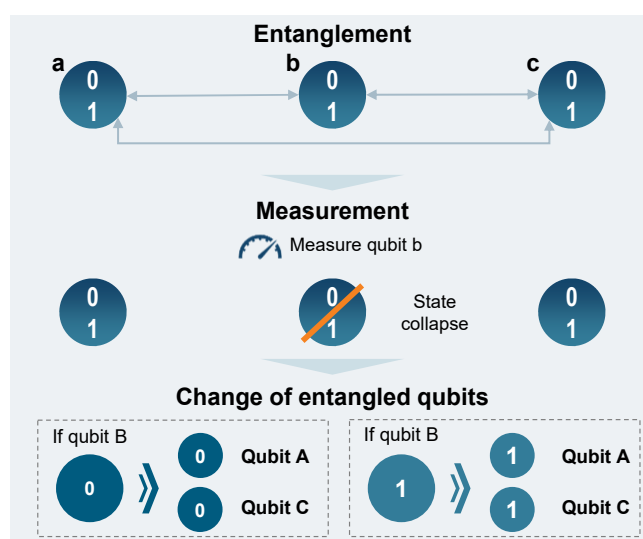 Entanglement
a b c
0 0 0
1 1 1
Measurement
Measure qubit b
0 0 0
1 1 1
State
collapse
Change of entangled qubits
If qubit B
0
0 Qubit A
0 Qubit C
If qubit B
1
1 Qubit A
1 Qubit C